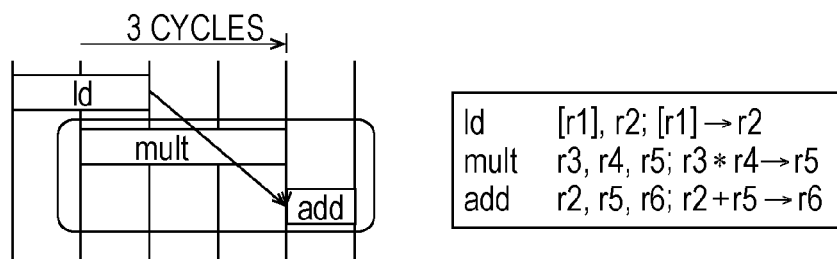 3 CYCLES
ld
mult
add
ld [r1], r2; [r1]→r2
mult r3, r4, r5; r3*r4→r5
add r2, r5, r6; r2+r5→r6